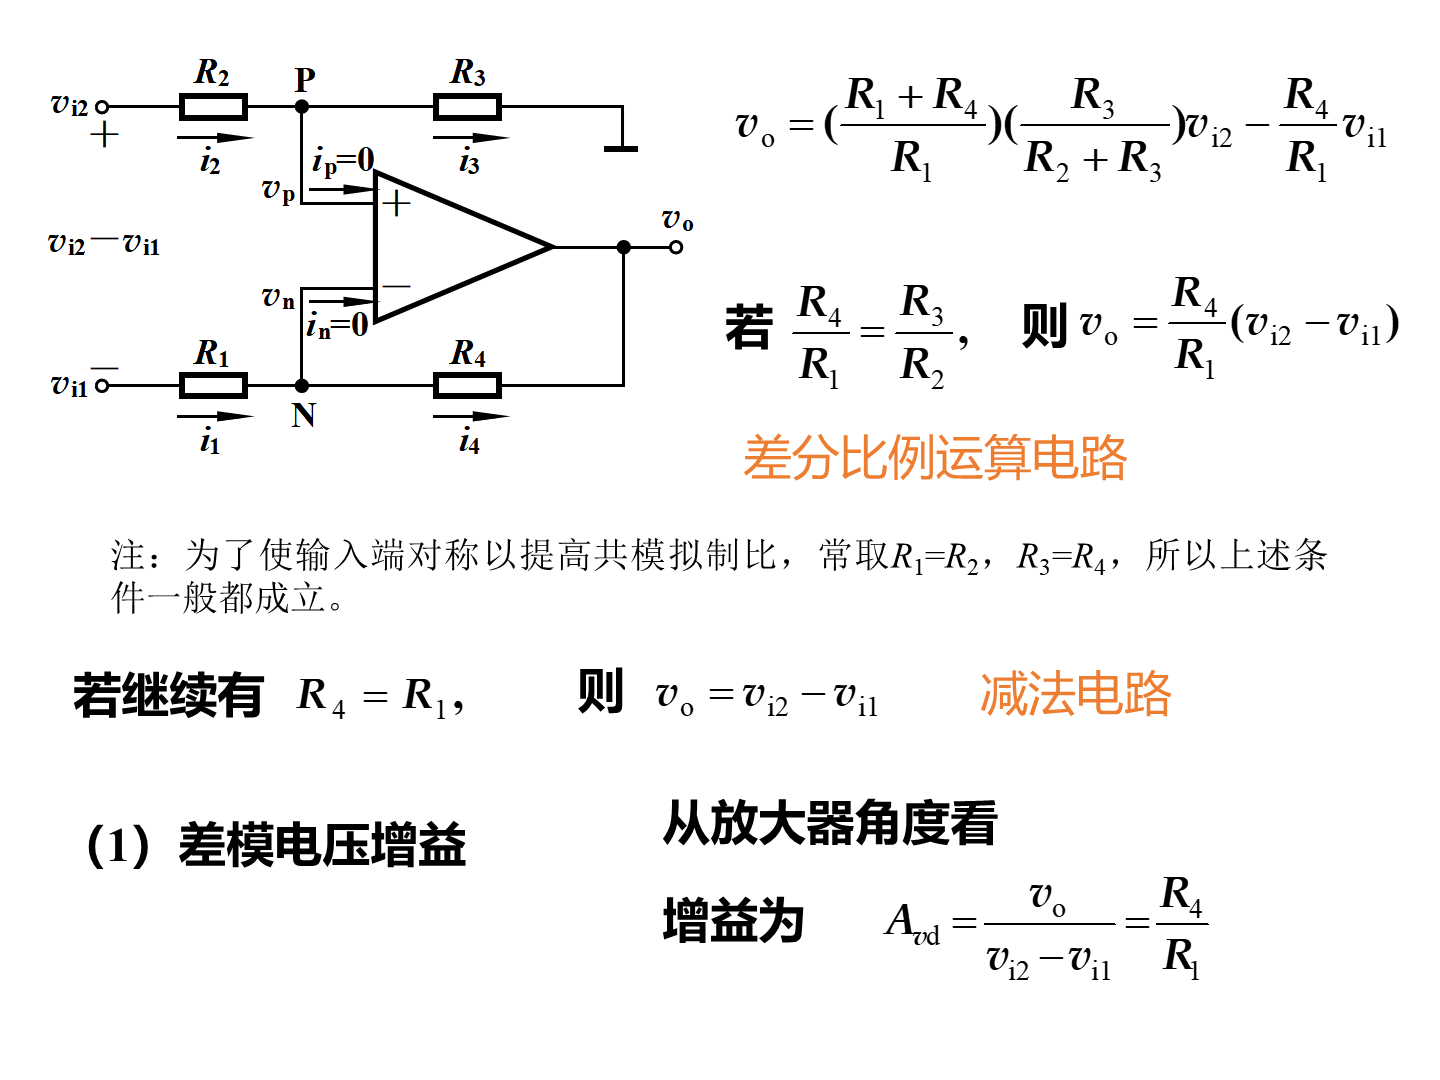 R2 P R3
vi2
+
i2 ip=0 i3
vp
+
vo
vi2－vi1
vn
－
in=0
R1 R4
－
vi1
N
i1 i4
vo = (R1 + R4 / R1)(R3 / R2 + R3)vi2 − R4 / R1 vi1
若 R4 / R1 = R3 / R2 , 则 vo = R4 / R1 (vi2 − vi1)
差分比例运算电路
注：为了使输入端对称以提高共模拟制比，常取R1=R2，R3=R4，所以上述条
件一般都成立。
若继续有 R4 = R1 , 则 vo = vi2 − vi1 减法电路
（1）差模电压增益
从放大器角度看
增益为 Avd = vo / vi2 − vi1 = R4 / R1